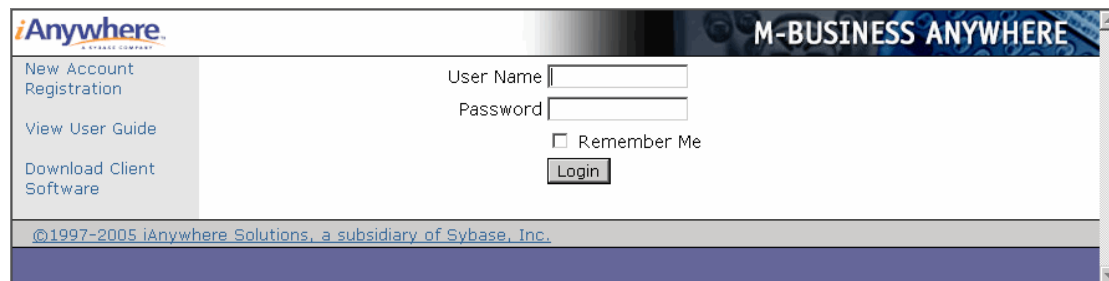 iAnywhere
A SYBASE COMPANY
M-BUSINESS ANYWHERE
New Account
Registration
View User Guide
Download Client
Software
User Name
Password
Remember Me
Login
©1997-2005 iAnywhere Solutions, a subsidiary of Sybase, Inc.